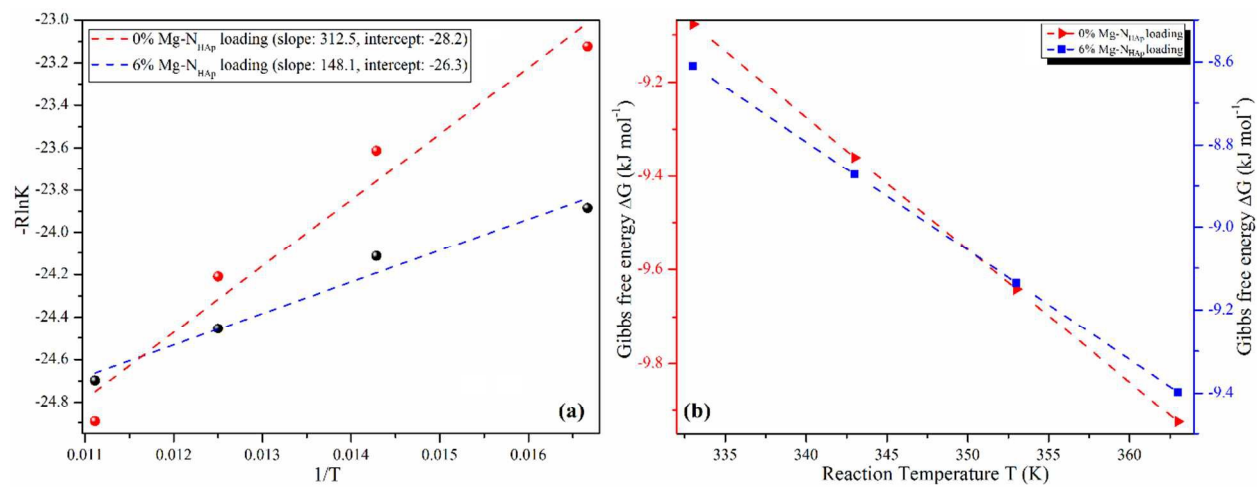 -23.0
-23.2
-23.4
-23.6
-23.8
-24.0
-24.2
-24.4
-24.6
-24.8
-RlnK
0% Mg-NHAp loading (slope: 312.5, intercept: -28.2)
6% Mg-NHAp loading (slope: 148.1, intercept: -26.3)
(a)
0.011
0.012
0.013
0.014
0.015
0.016
1/T
-9.2
-9.4
-9.6
-9.8
Gibbs free energy ΔG (kJ mol-1)
0% Mg-NHAp loading
6% Mg-NHAp loading
(b)
335
340
345
350
355
360
Reaction Temperature T (K)
-8.6
-8.8
-9.0
-9.2
-9.4
Gibbs free energy ΔG (kJ mol-1)